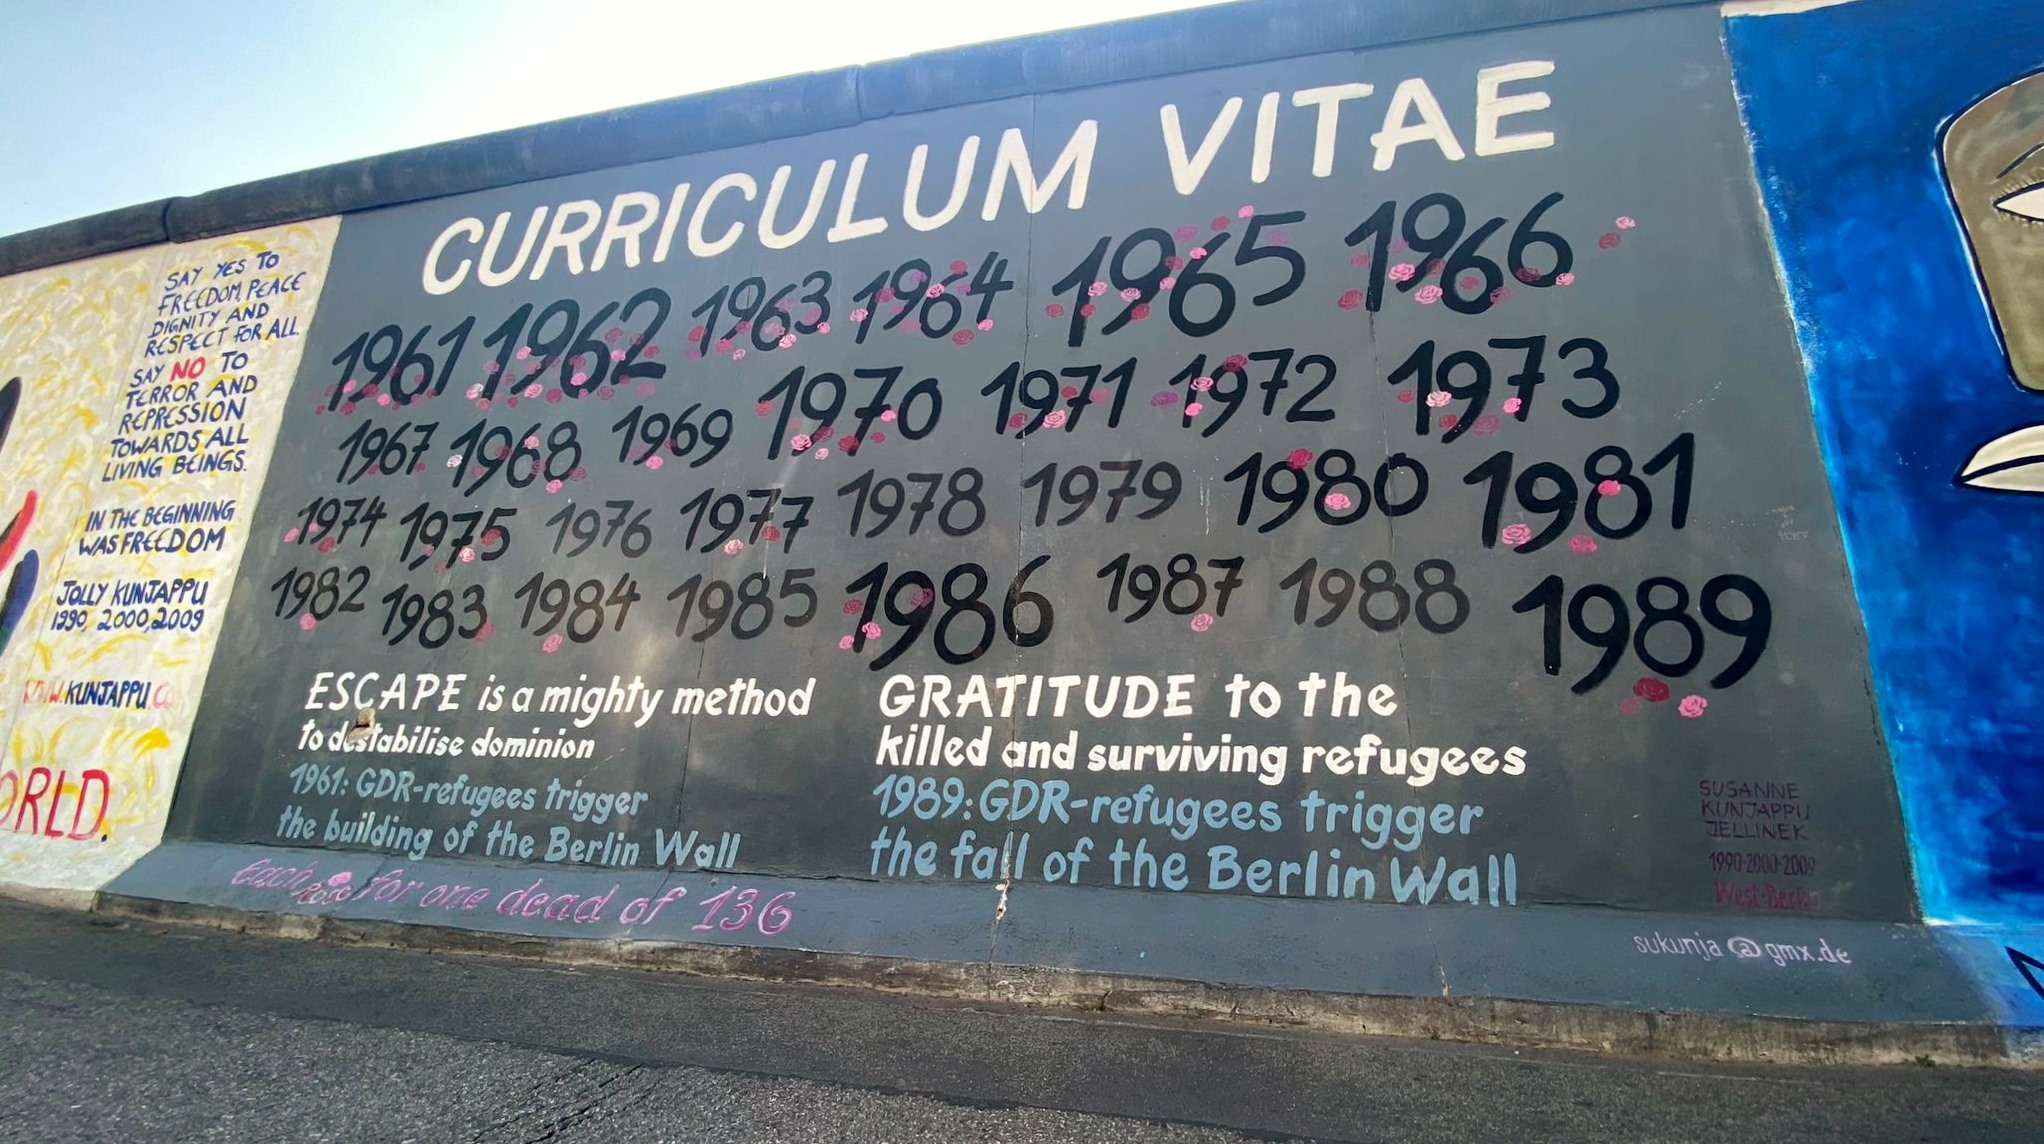 SAY YES TO
FREEDOM, PEACE
DIGNITY AND
RESPECT FOR ALL.
SAY NO TO
TERROR AND
REPRESSION
TOWARDS ALL
LIVING BEINGS.
IN THE BEGINNING
WAS FREEDOM
JOLLY KUNJAPPU
1990, 2000, 2009
KUNJAPPU
ORLD.
CURRICULUM VITAE
1961 1962 1963 1964 1965 1966
1967 1968 1969 1970 1971 1972 1973
1974 1975 1976 1977 1978 1979 1980 1981
1982 1983 1984 1985 1986 1987 1988 1989
ESCAPE is a mighty method
to destabilise dominion
1961: GDR-refugees trigger
the building of the Berlin Wall
GRATITUDE to the
killed and surviving refugees
1989: GDR-refugees trigger
the fall of the Berlin Wall
Each rose for one dead of 136
SUSANNE
KUNJAPPU
JELLINEK
1990·2000·2009
West·Berlin
sukunja @ gmx.de